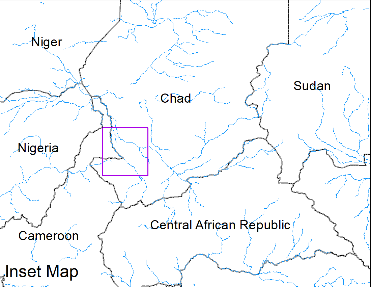 Niger
Sudan
Chad
Nigeria
Central African Republic
Cameroon
Inset Map